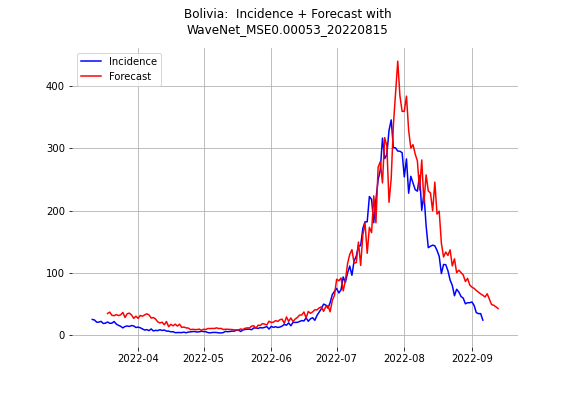 Bolivia:  Incidence + Forecast with
WaveNet_MSE0.00053_20220815
Incidence
Forecast
400
300
200
100
0
2022-04
2022-05
2022-06
2022-07
2022-08
2022-09